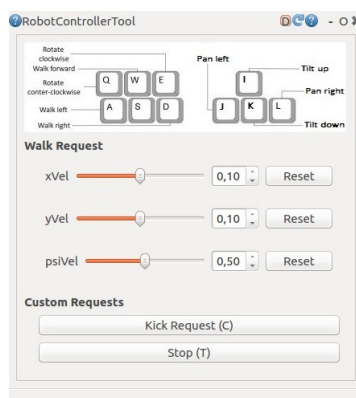 RobotControllerTool
Rotate
clockwise
Walk forward
Rotate
conter-clockwise
Walk left
Walk right
Q W E
A S D
Pan left
Tilt up
Pan right
Tilt down
I
J K L
Walk Request
xVel 0,10 Reset
yVel 0,10 Reset
psiVel 0,50 Reset
Custom Requests
Kick Request (C)
Stop (T)